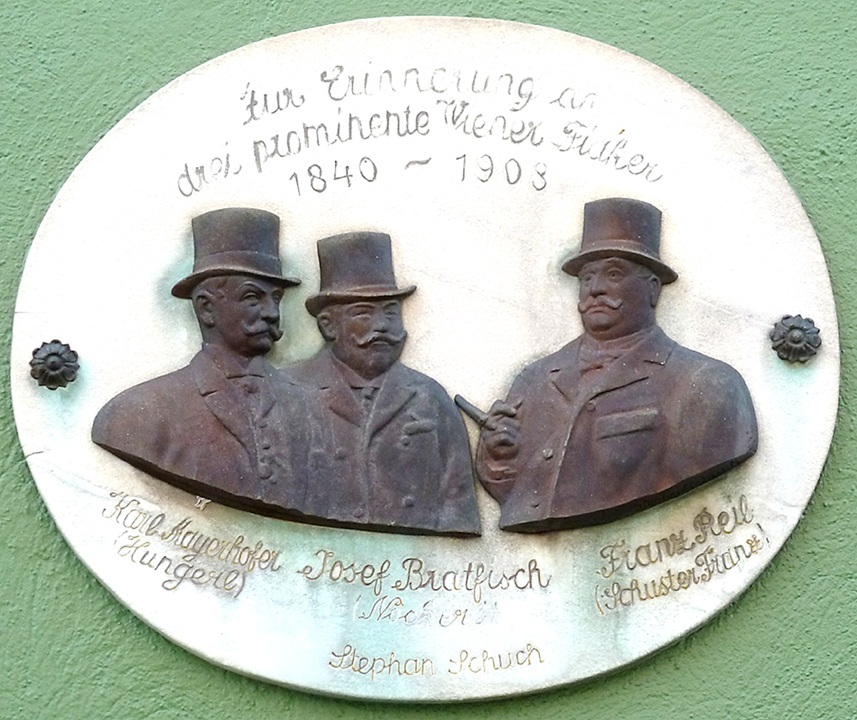 Zur Erinnerung an
drei prominente Wiener Fiaker
1840 ~ 1908
Karl Mayerhofer
(Hungerl)
Josef Bratfisch
Franz Reil
(Schuster Franz)
Stephan Schuch